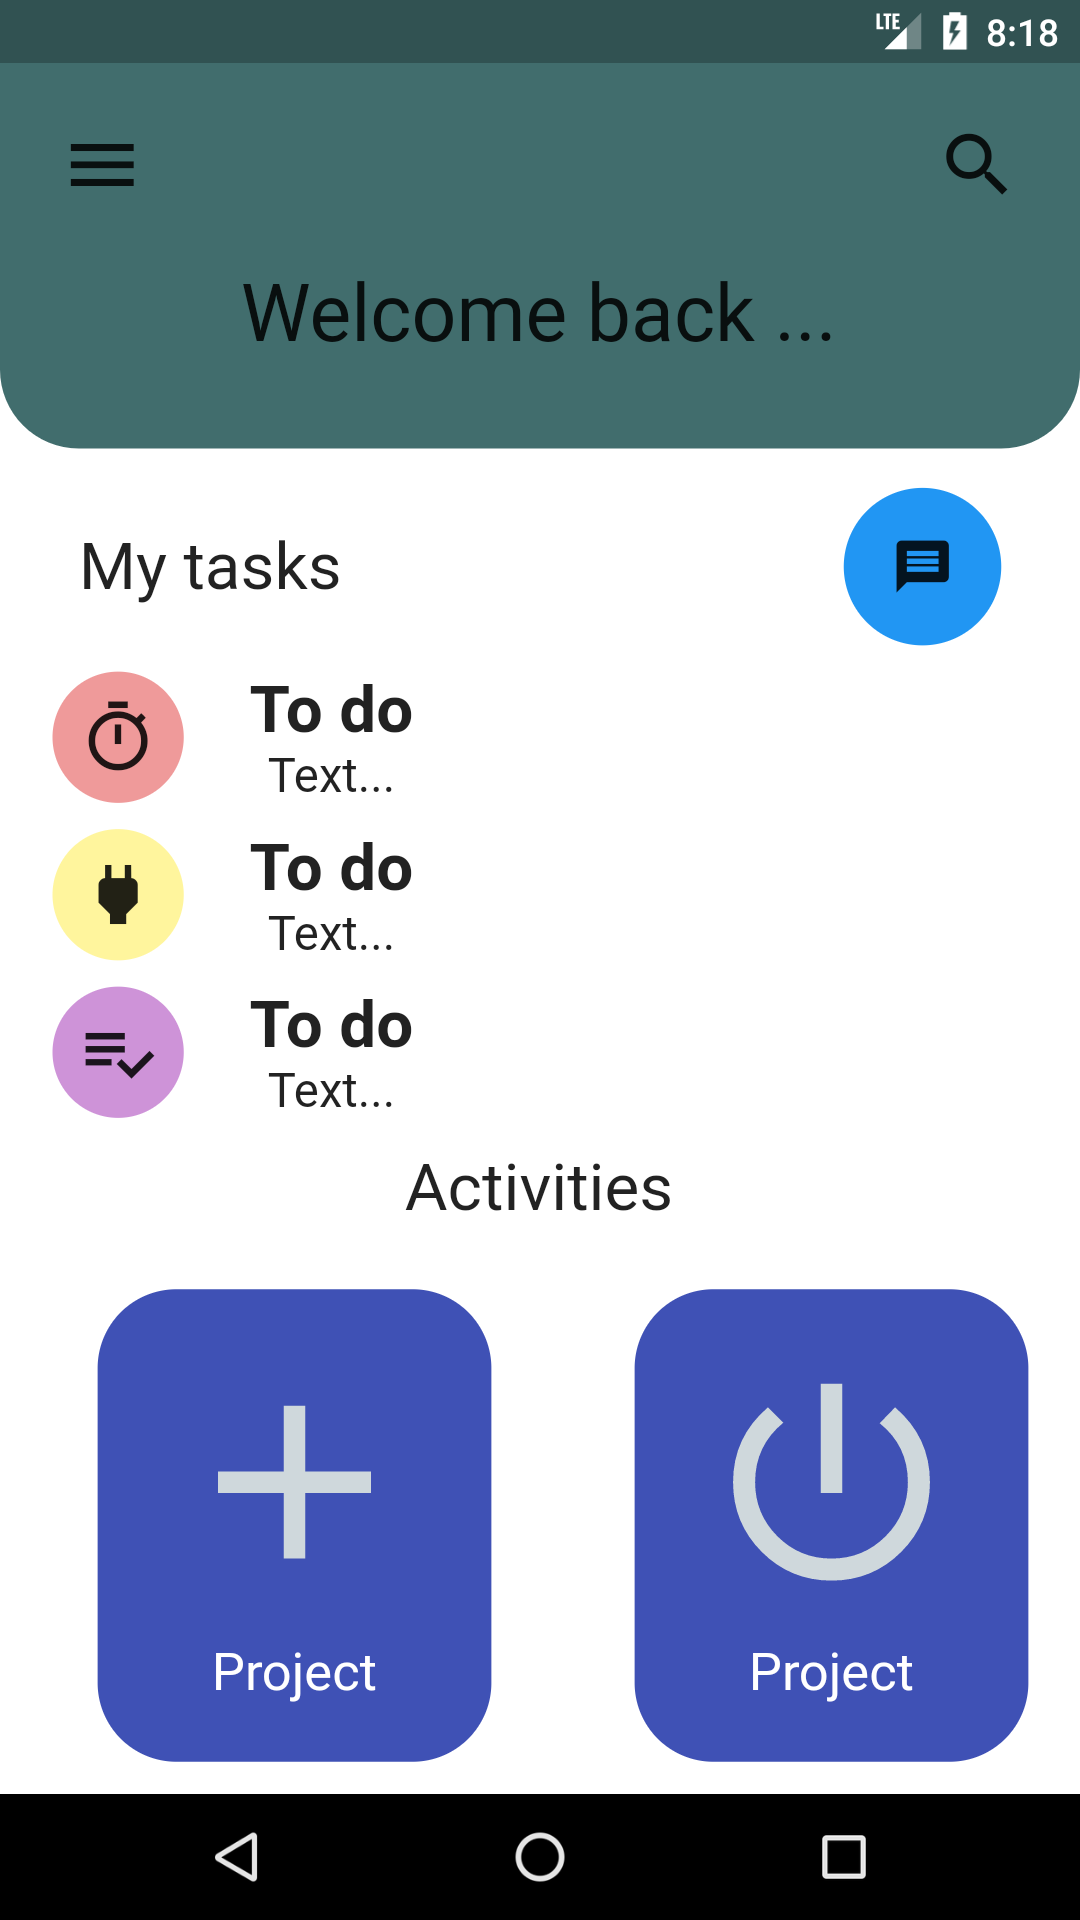 LTE 8:18
Welcome back ...
My tasks
To do
Text...
To do
Text...
To do
Text...
Activities
Project
Project